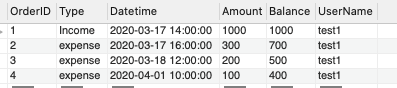 OrderID Type Datetime Amount Balance UserName
1 Income 2020-03-17 14:00:00 1000 1000 test1
2 expense 2020-03-17 16:00:00 300 700 test1
3 expense 2020-03-18 12:00:00 200 500 test1
4 expense 2020-04-01 10:00:00 100 400 test1